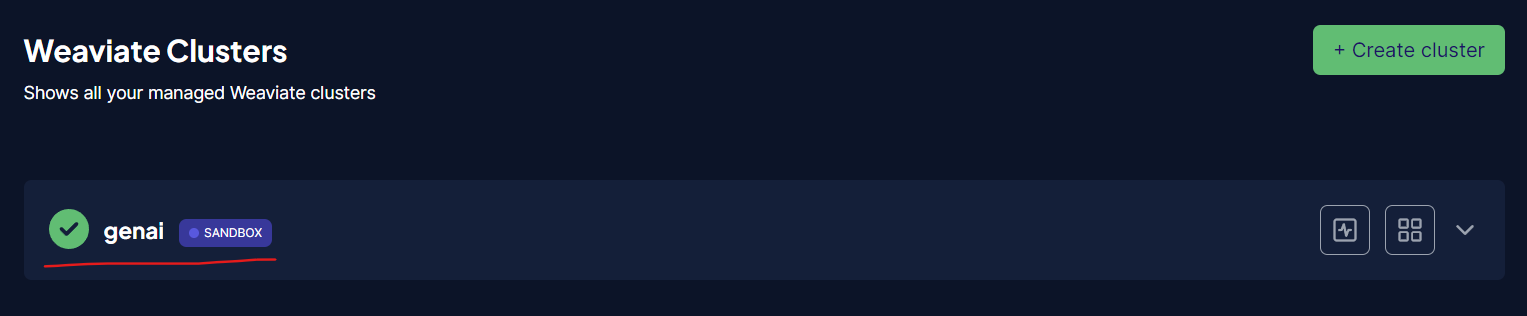 Weaviate Clusters
+ Create cluster
Shows all your managed Weaviate clusters
genai SANDBOX